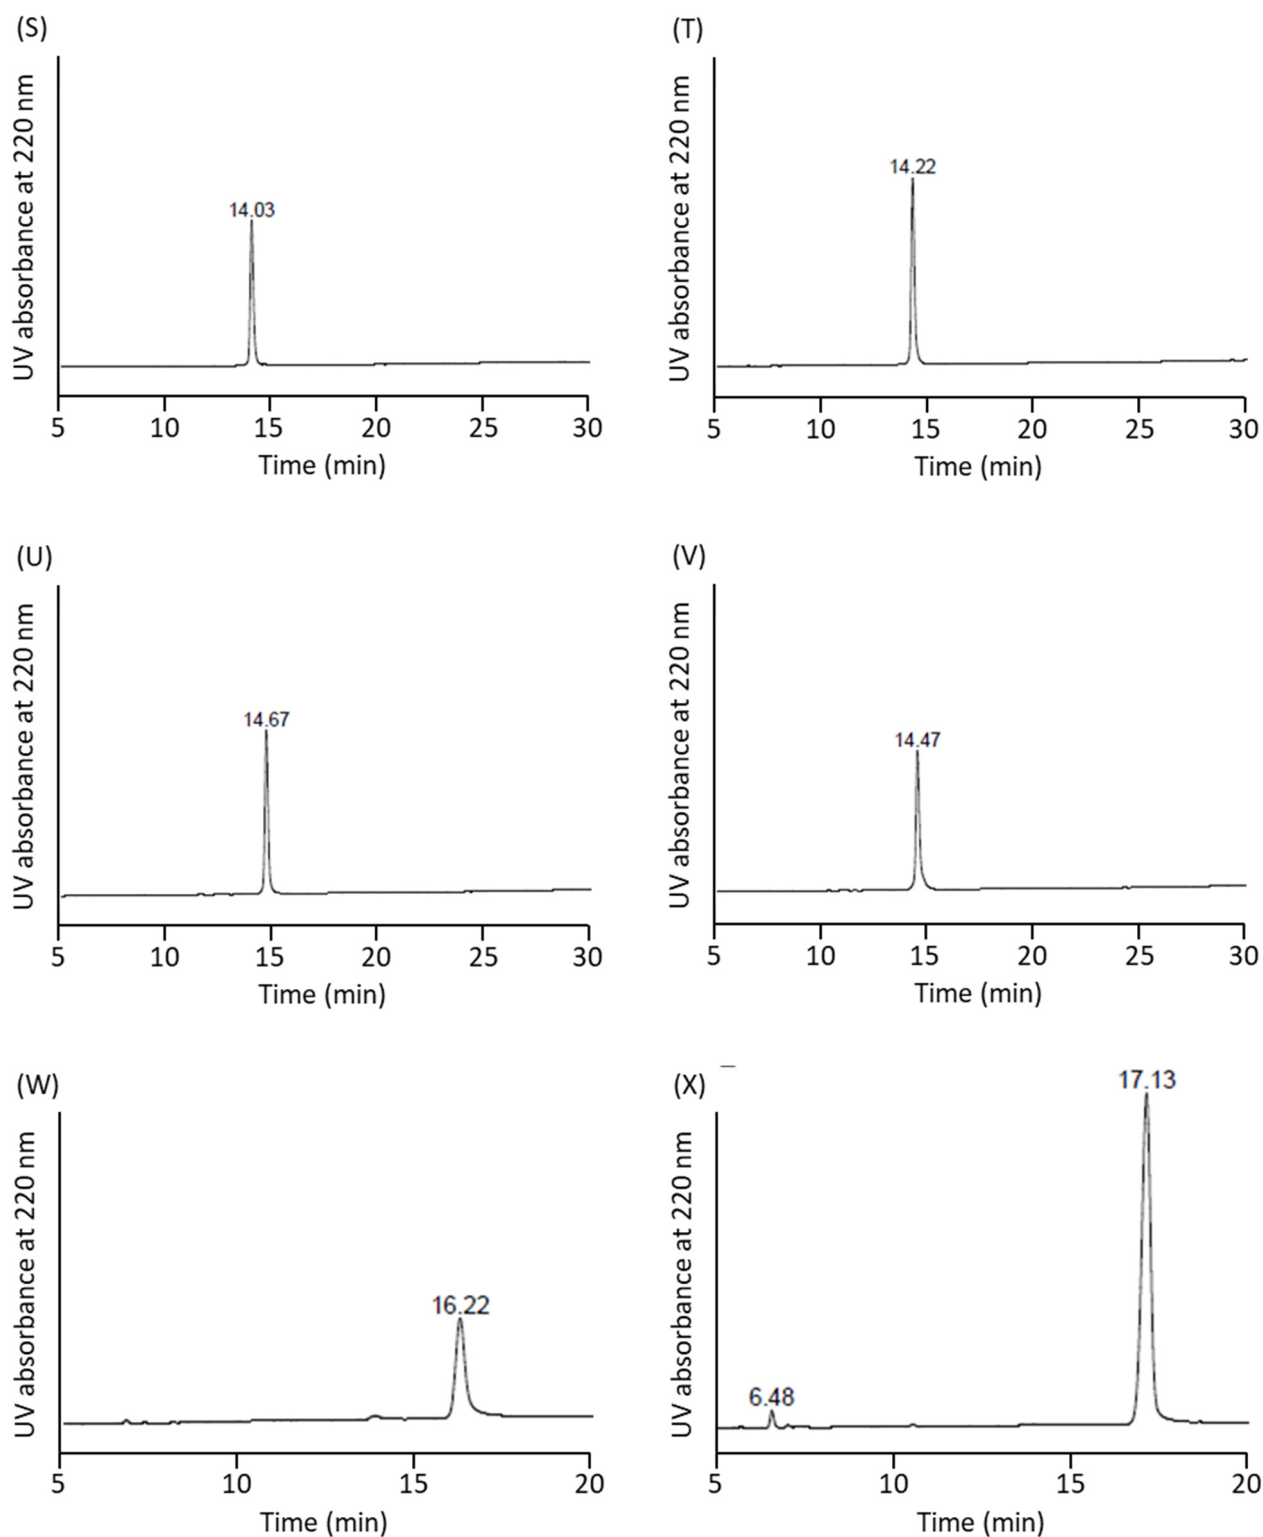 (S)
UV absorbance at 220 nm
14.03
5 10 15 20 25 30
Time (min)
(T)
UV absorbance at 220 nm
14.22
5 10 15 20 25 30
Time (min)
(U)
UV absorbance at 220 nm
14.67
5 10 15 20 25 30
Time (min)
(V)
UV absorbance at 220 nm
14.47
5 10 15 20 25 30
Time (min)
(W)
UV absorbance at 220 nm
16.22
5 10 15 20
Time (min)
(X)
UV absorbance at 220 nm
17.13
6.48
5 10 15 20
Time (min)